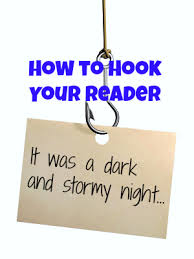 How to Hook
Your Reader
It was a dark
and stormy night...